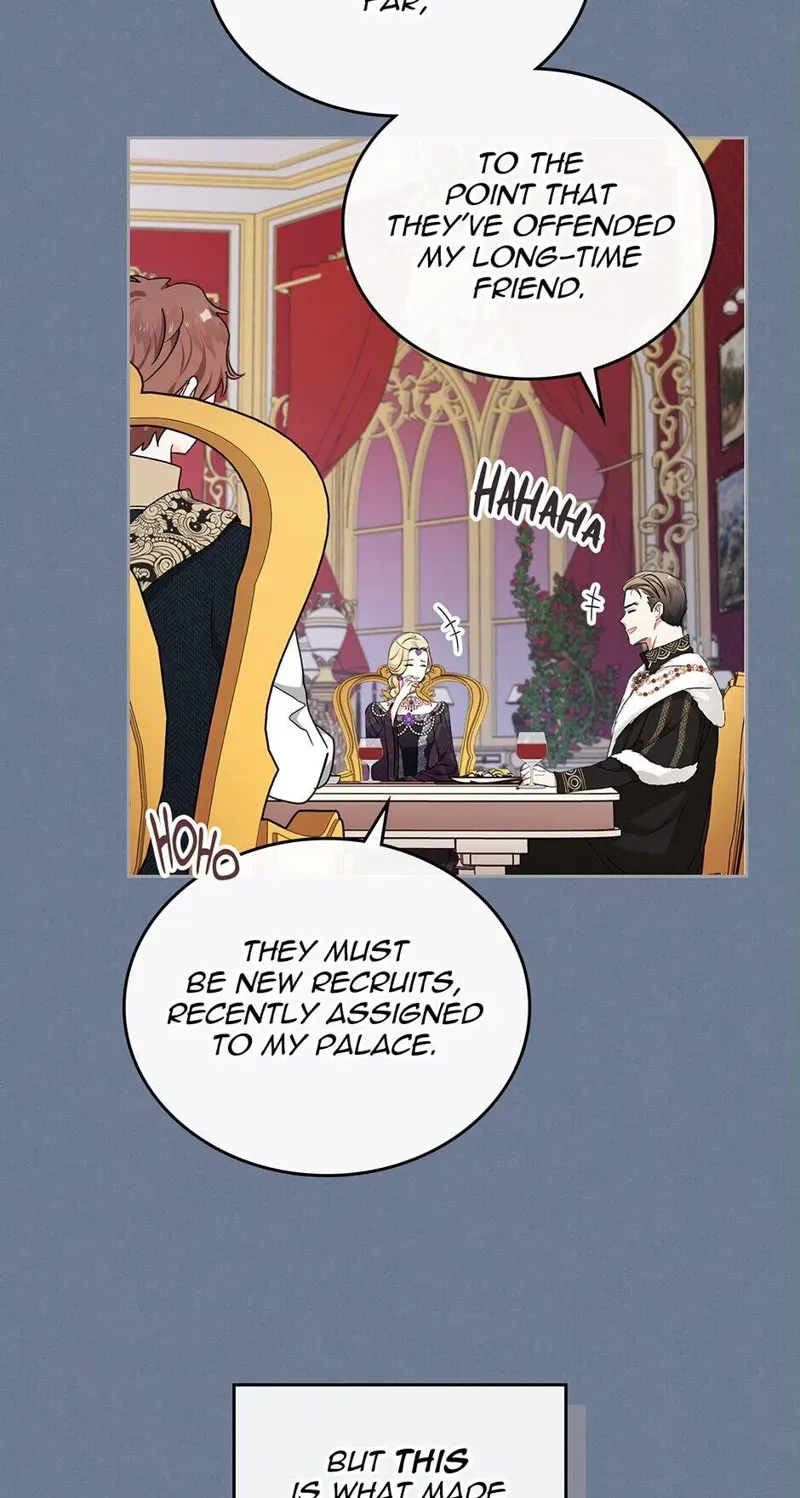 FAR,
TO THE
POINT THAT
THEY'VE OFFENDED
MY LONG-TIME
FRIEND.
HAHAHA
HOHO
THEY MUST
BE NEW RECRUITS,
RECENTLY ASSIGNED
TO MY PALACE.
BUT THIS
IS WHAT MADE